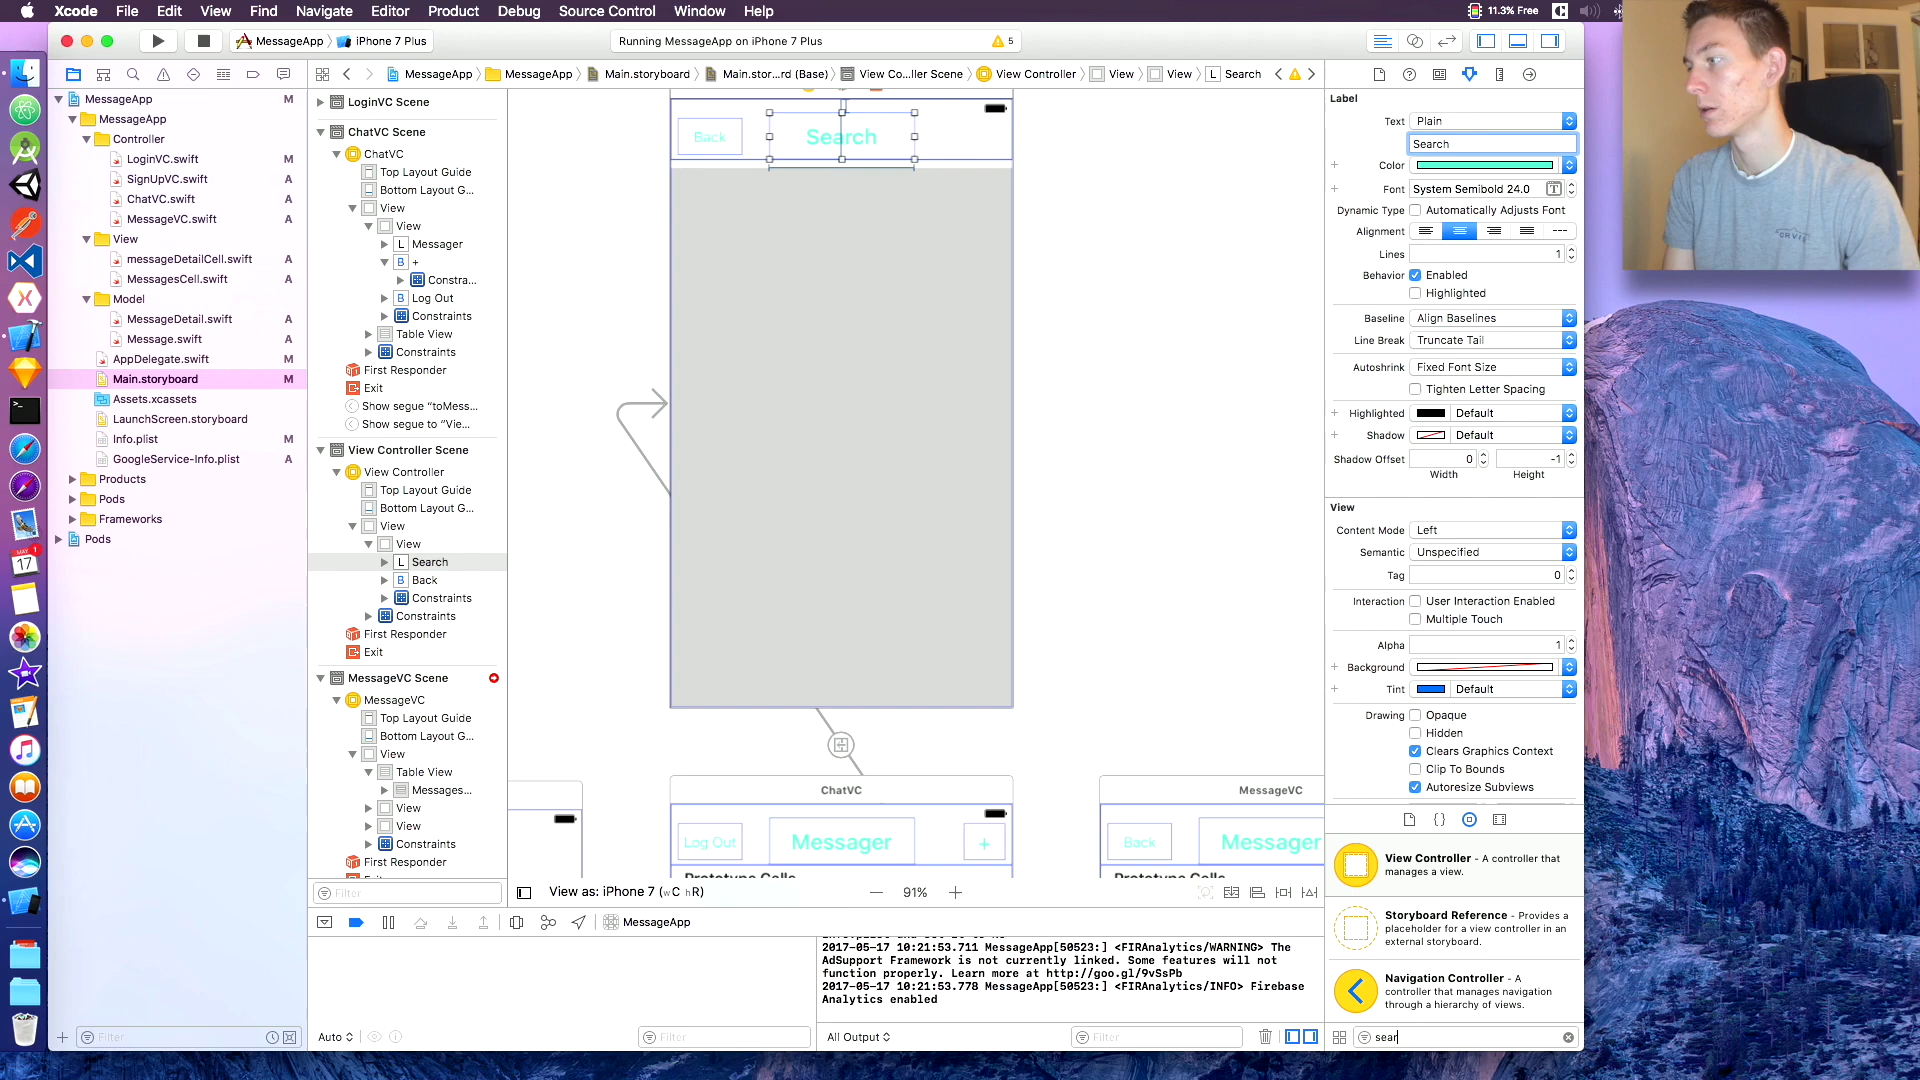 Xcode File Edit View Find Navigate Editor Product Debug Source Control Window Help
11.3% Free
MessageApp iPhone 7 Plus
Running MessageApp on iPhone 7 Plus
5
MessageApp MessageApp Main.storyboard Main.stor...rd (Base) View Co...ller Scene View Controller View View L Search
MessageApp M
MessageApp
Controller
LoginVC.swift M
SignUpVC.swift A
ChatVC.swift A
MessageVC.swift A
View
messageDetailCell.swift A
MessagesCell.swift A
Model
MessageDetail.swift A
Message.swift A
AppDelegate.swift M
Main.storyboard M
Assets.xcassets
LaunchScreen.storyboard
Info.plist M
GoogleService-Info.plist A
Products
Pods
Frameworks
Pods
Filter
MAY
17
1
LoginVC Scene
ChatVC Scene
ChatVC
Top Layout Guide
Bottom Layout G...
View
View
L Messager
B +
Constra...
B Log Out
Constraints
Table View
Constraints
First Responder
Exit
Show segue "toMess...
Show segue to "Vie...
View Controller Scene
View Controller
Top Layout Guide
Bottom Layout G...
View
View
L Search
B Back
Constraints
Constraints
First Responder
Exit
MessageVC Scene
MessageVC
Top Layout Guide
Bottom Layout G...
View
Table View
Messages...
View
View
Constraints
First Responder
Filter
Back
Search
ChatVC
MessageVC
Log Out
Messager
+
Back
Messager
Prototype Cells
Prototype Cells
View as: iPhone 7 (wC hR)
91%
MessageApp
2017-05-17 10:21:53.711 MessageApp[50523:] <FIRAnalytics/WARNING> The
AdSupport Framework is not currently linked. Some features will not
function properly. Learn more at http://goo.gl/9vSsPb
2017-05-17 10:21:53.778 MessageApp[50523:] <FIRAnalytics/INFO> Firebase
Analytics enabled
Auto
Filter
All Output
Filter
Label
Text Plain
Search
Color
Font System Semibold 24.0
Dynamic Type Automatically Adjusts Font
Alignment
Lines 1
Behavior Enabled
Highlighted
Baseline Align Baselines
Line Break Truncate Tail
Autoshrink Fixed Font Size
Tighten Letter Spacing
Highlighted Default
Shadow Default
Shadow Offset 0 -1
Width Height
View
Content Mode Left
Semantic Unspecified
Tag 0
Interaction User Interaction Enabled
Multiple Touch
Alpha 1
Background
Tint Default
Drawing Opaque
Hidden
Clears Graphics Context
Clip To Bounds
Autoresize Subviews
View Controller - A controller that
manages a view.
Storyboard Reference - Provides a
placeholder for a view controller in an
external storyboard.
Navigation Controller - A
controller that manages navigation
through a hierarchy of views.
sear